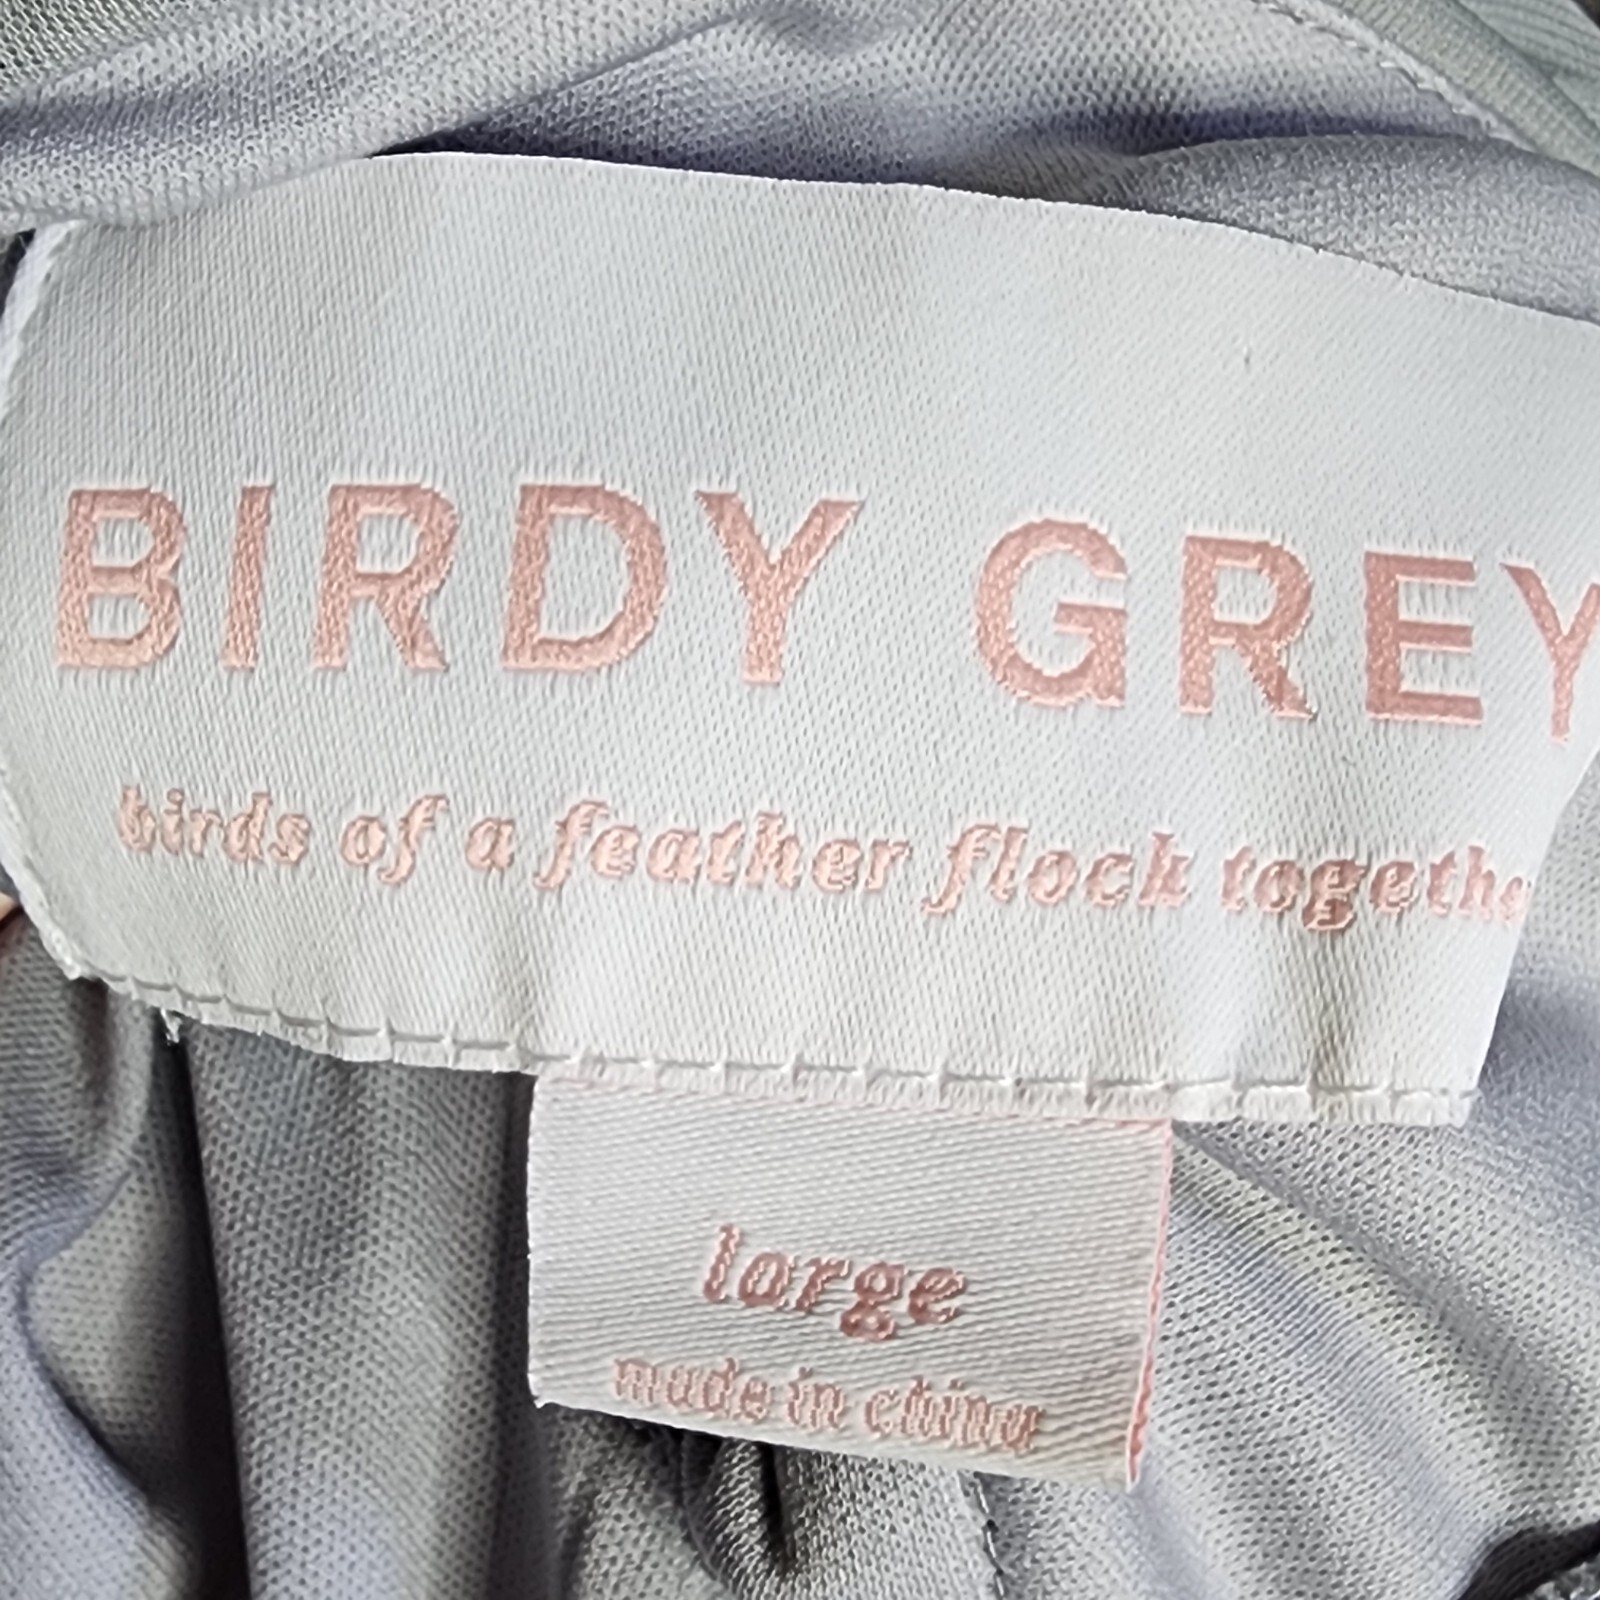 BIRDY GREY
birds of a feather flock togethe
large
made in china